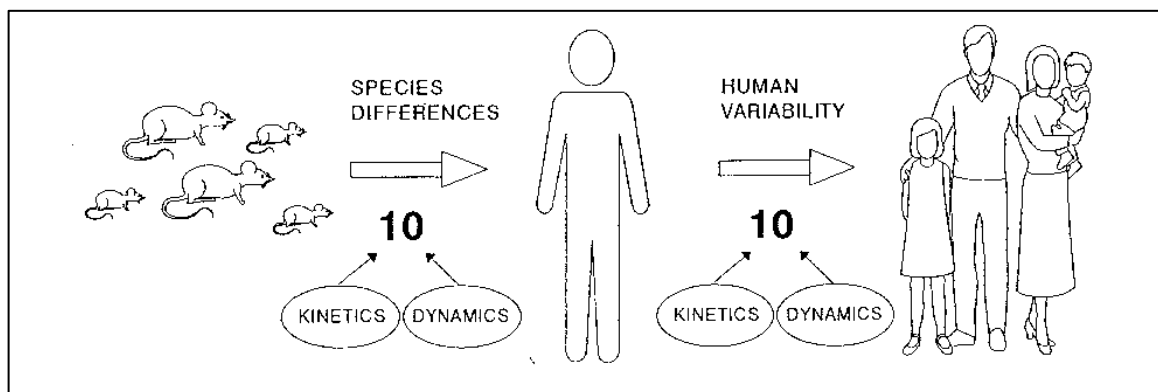 SPECIES
DIFFERENCES
10
KINETICS
DYNAMICS
HUMAN
VARIABILITY
10
KINETICS
DYNAMICS